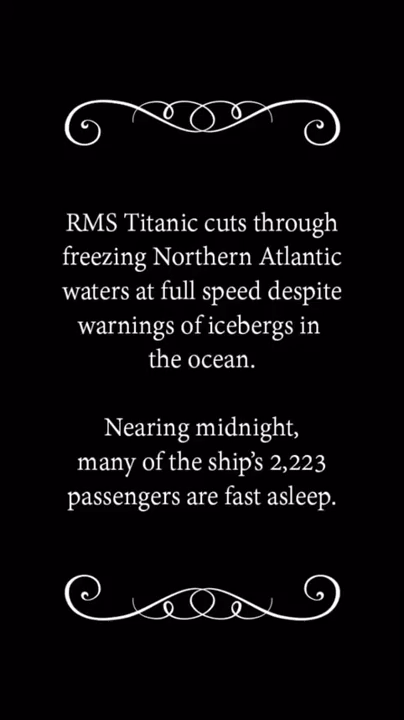 RMS Titanic cuts through
freezing Northern Atlantic
waters at full speed despite
warnings of icebergs in
the ocean.
Nearing midnight,
many of the ship's 2,223
passengers are fast asleep.